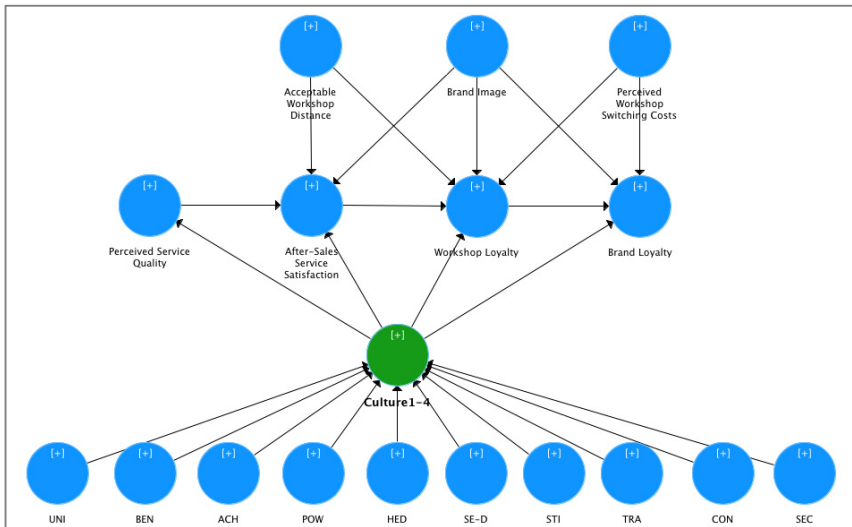 [+] [+] [+]
Acceptable Workshop Distance
Brand Image
Perceived Workshop Switching Costs
[+] [+] [+] [+]
Perceived Service Quality
After-Sales Service Satisfaction
Workshop Loyalty
Brand Loyalty
[+]
Culture1-4
[+] [+] [+] [+] [+] [+] [+] [+] [+] [+]
UNI BEN ACH POW HED SE-D STI TRA CON SEC